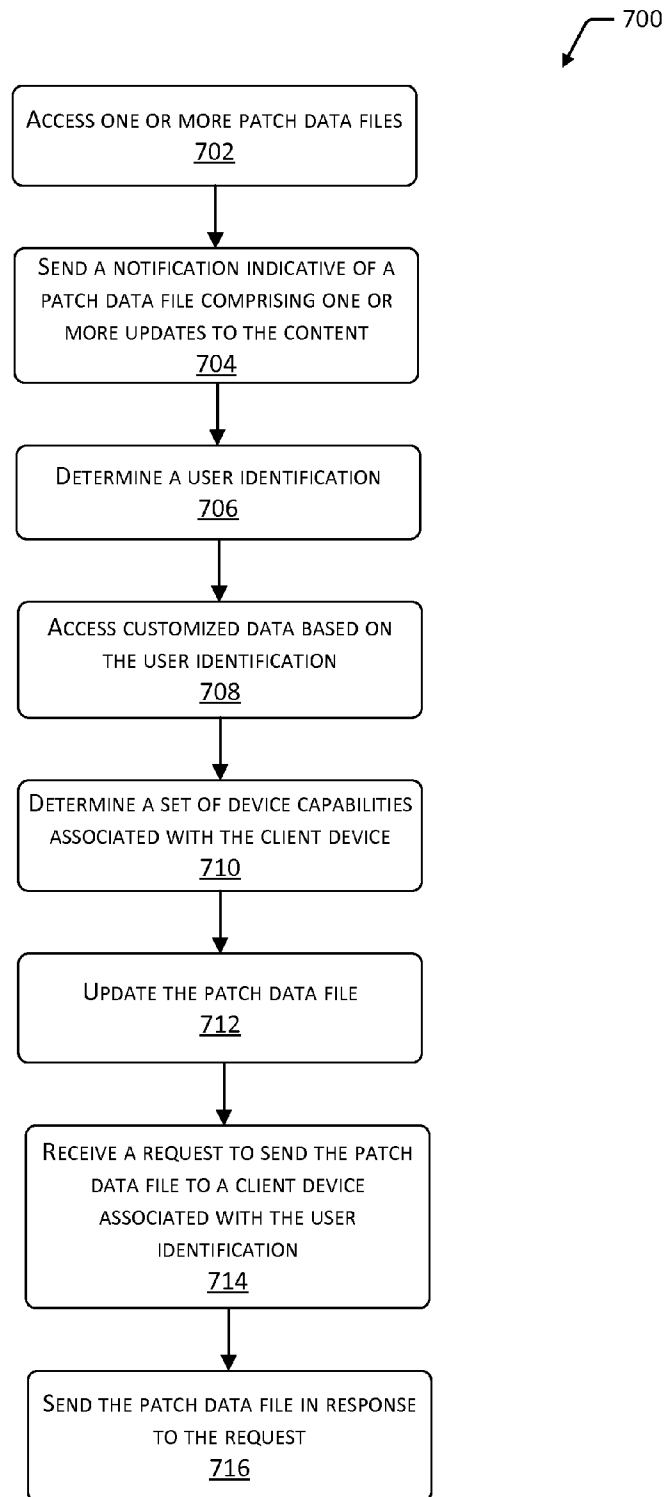 700
ACCESS ONE OR MORE PATCH DATA FILES
702
SEND A NOTIFICATION INDICATIVE OF A
PATCH DATA FILE COMPRISING ONE OR
MORE UPDATES TO THE CONTENT
704
DETERMINE A USER IDENTIFICATION
706
ACCESS CUSTOMIZED DATA BASED ON
THE USER IDENTIFICATION
708
DETERMINE A SET OF DEVICE CAPABILITIES
ASSOCIATED WITH THE CLIENT DEVICE
710
UPDATE THE PATCH DATA FILE
712
RECEIVE A REQUEST TO SEND THE PATCH
DATA FILE TO A CLIENT DEVICE
ASSOCIATED WITH THE USER
IDENTIFICATION
714
SEND THE PATCH DATA FILE IN RESPONSE
TO THE REQUEST
716